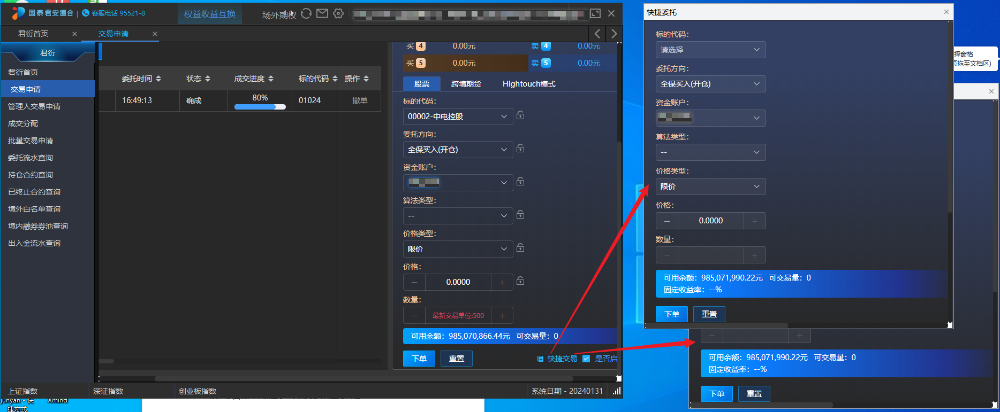 国泰君安道合
客服电话 95521-8
权益收益互换
场外期权
君衍首页
交易申请
君衍
君衍首页
交易申请
管理人交易申请
成交分配
批量交易申请
委托流水查询
持仓合约查询
已终止合约查询
境外白名单查询
境内融券券池查询
出入金流水查询
委托时间 状态 成交进度 标的代码 操作
16:49:13 确成 80% 01024 撤单
买 4 0.00元 卖 4 0.00元
买 5 0.00元 卖 5 0.00元
股票 跨境期货 Hightouch模式
标的代码：
00002-中电控股
委托方向：
全保买入(开仓)
资金账户：
算法类型：
--
价格类型：
限价
价格：
0.0000
数量：
最新交易单位:500
可用余额：985,070,866.44元 可交易量：0
下单 重置 快捷交易 是否启
上证指数 深证指数 创业板指数 系统日期 - 20240131
junyan - 快捷方式
Xmind
快捷委托
标的代码：
请选择
委托方向：
全保买入(开仓)
资金账户：
算法类型：
--
价格类型：
限价
价格：
0.0000
数量：
可用余额：985,071,990.22元 可交易量：0
固定收益率：--%
下单 重置
择窗格
页拖至文档区)
可用余额：985,071,990.22元 可交易量：0
固定收益率：--%
下单 重置